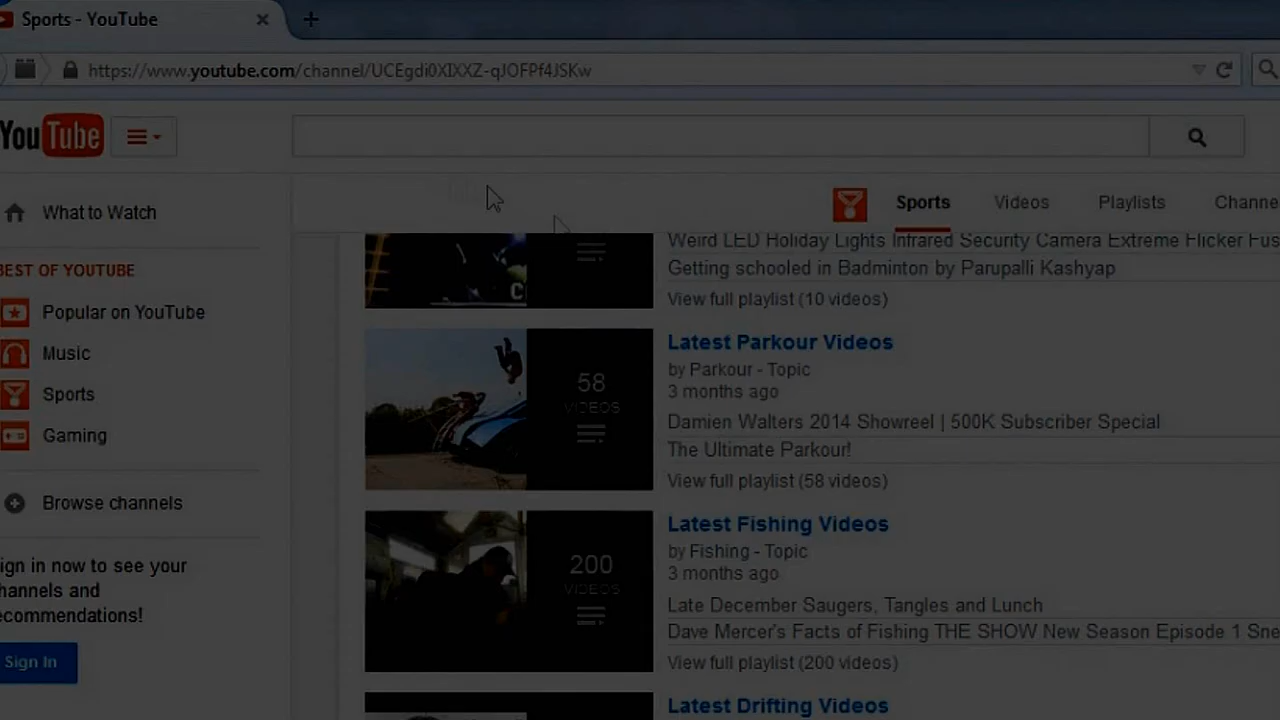 Sports - YouTube
https://www.youtube.com/channel/UCEgdi0XIXXZ-qJOFPf4JSKw
YouTube
Sports Videos Playlists Channe
What to Watch
BEST OF YOUTUBE
Popular on YouTube
Music
Sports
Gaming
Browse channels
ign in now to see your
hannels and
ecommendations!
Sign In
C
Weird LED Holiday Lights Infrared Security Camera Extreme Flicker Fus
Getting schooled in Badminton by Parupalli Kashyap
View full playlist (10 videos)
58
VIDEOS
Latest Parkour Videos
by Parkour - Topic
3 months ago
Damien Walters 2014 Showreel | 500K Subscriber Special
The Ultimate Parkour!
View full playlist (58 videos)
200
VIDEOS
Latest Fishing Videos
by Fishing - Topic
3 months ago
Late December Saugers, Tangles and Lunch
Dave Mercer's Facts of Fishing THE SHOW New Season Episode 1 Sne
View full playlist (200 videos)
Latest Drifting Videos